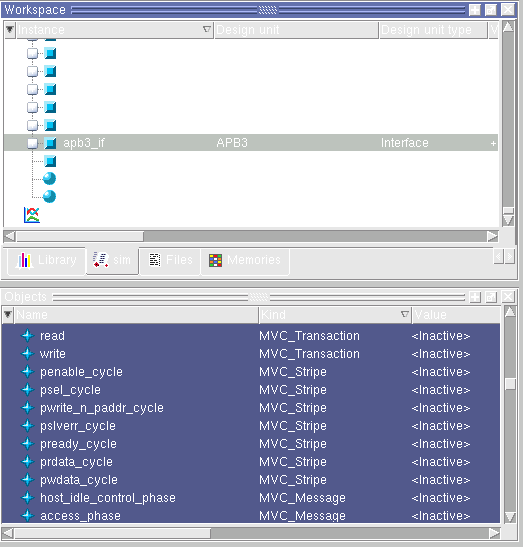 Workspace
Instance Design unit Design unit type V
apb3_if APB3 Interface +
Library sim Files Memories
Objects
Name Kind Value
read MVC_Transaction <Inactive>
write MVC_Transaction <Inactive>
penable_cycle MVC_Stripe <Inactive>
psel_cycle MVC_Stripe <Inactive>
pwrite_n_paddr_cycle MVC_Stripe <Inactive>
pslverr_cycle MVC_Stripe <Inactive>
pready_cycle MVC_Stripe <Inactive>
prdata_cycle MVC_Stripe <Inactive>
pwdata_cycle MVC_Stripe <Inactive>
host_idle_control_phase MVC_Message <Inactive>
access_phase MVC_Message <Inactive>